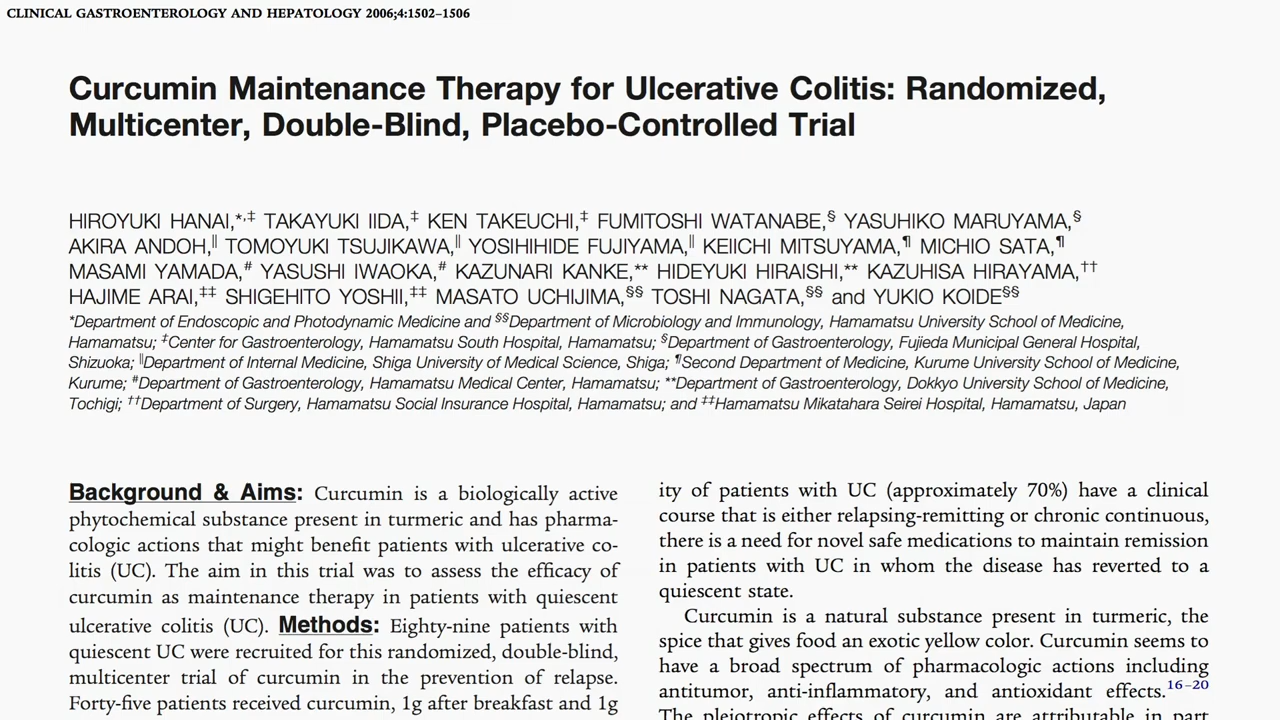 CLINICAL GASTROENTEROLOGY AND HEPATOLOGY 2006;4:1502–1506
Curcumin Maintenance Therapy for Ulcerative Colitis: Randomized,
Multicenter, Double-Blind, Placebo-Controlled Trial
HIROYUKI HANAI,*,‡ TAKAYUKI IIDA,‡ KEN TAKEUCHI,‡ FUMITOSHI WATANABE,§ YASUHIKO MARUYAMA,§
AKIRA ANDOH,‖ TOMOYUKI TSUJIKAWA,‖ YOSIHIHIDE FUJIYAMA,‖ KEIICHI MITSUYAMA,¶ MICHIO SATA,¶
MASAMI YAMADA,# YASUSHI IWAOKA,# KAZUNARI KANKE,** HIDEYUKI HIRAISHI,** KAZUHISA HIRAYAMA,††
HAJIME ARAI,‡‡ SHIGEHITO YOSHII,‡‡ MASATO UCHIJIMA,§§ TOSHI NAGATA,§§ and YUKIO KOIDE§§
*Department of Endoscopic and Photodynamic Medicine and §§Department of Microbiology and Immunology, Hamamatsu University School of Medicine,
Hamamatsu; ‡Center for Gastroenterology, Hamamatsu South Hospital, Hamamatsu; §Department of Gastroenterology, Fujieda Municipal General Hospital,
Shizuoka; ‖Department of Internal Medicine, Shiga University of Medical Science, Shiga; ¶Second Department of Medicine, Kurume University School of Medicine,
Kurume; #Department of Gastroenterology, Hamamatsu Medical Center, Hamamatsu; **Department of Gastroenterology, Dokkyo University School of Medicine,
Tochigi; ††Department of Surgery, Hamamatsu Social Insurance Hospital, Hamamatsu; and ‡‡Hamamatsu Mikatahara Seirei Hospital, Hamamatsu, Japan
Background & Aims: Curcumin is a biologically active
phytochemical substance present in turmeric and has pharma-
cologic actions that might benefit patients with ulcerative co-
litis (UC). The aim in this trial was to assess the efficacy of
curcumin as maintenance therapy in patients with quiescent
ulcerative colitis (UC). Methods: Eighty-nine patients with
quiescent UC were recruited for this randomized, double-blind,
multicenter trial of curcumin in the prevention of relapse.
Forty-five patients received curcumin, 1g after breakfast and 1g
ity of patients with UC (approximately 70%) have a clinical
course that is either relapsing-remitting or chronic continuous,
there is a need for novel safe medications to maintain remission
in patients with UC in whom the disease has reverted to a
quiescent state.
Curcumin is a natural substance present in turmeric, the
spice that gives food an exotic yellow color. Curcumin seems to
have a broad spectrum of pharmacologic actions including
antitumor, anti-inflammatory, and antioxidant effects.16–20
The pleiotropic effects of curcumin are attributable in part